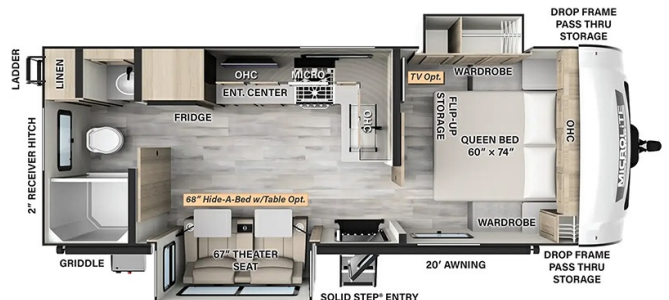 DROP FRAME
PASS THRU
STORAGE
LADDER
LINEN
OHC
MICRO
ENT. CENTER
TV Opt.
WARDROBE
FRIDGE
OHC
FLIP-UP
STORAGE
QUEEN BED
60" x 74"
OHC
MICROLITE
2" RECEIVER HITCH
68" Hide-A-Bed w/Table Opt.
WARDROBE
67" THEATER
SEAT
GRIDDLE
20' AWNING
DROP FRAME
PASS THRU
STORAGE
SOLID STEP® ENTRY